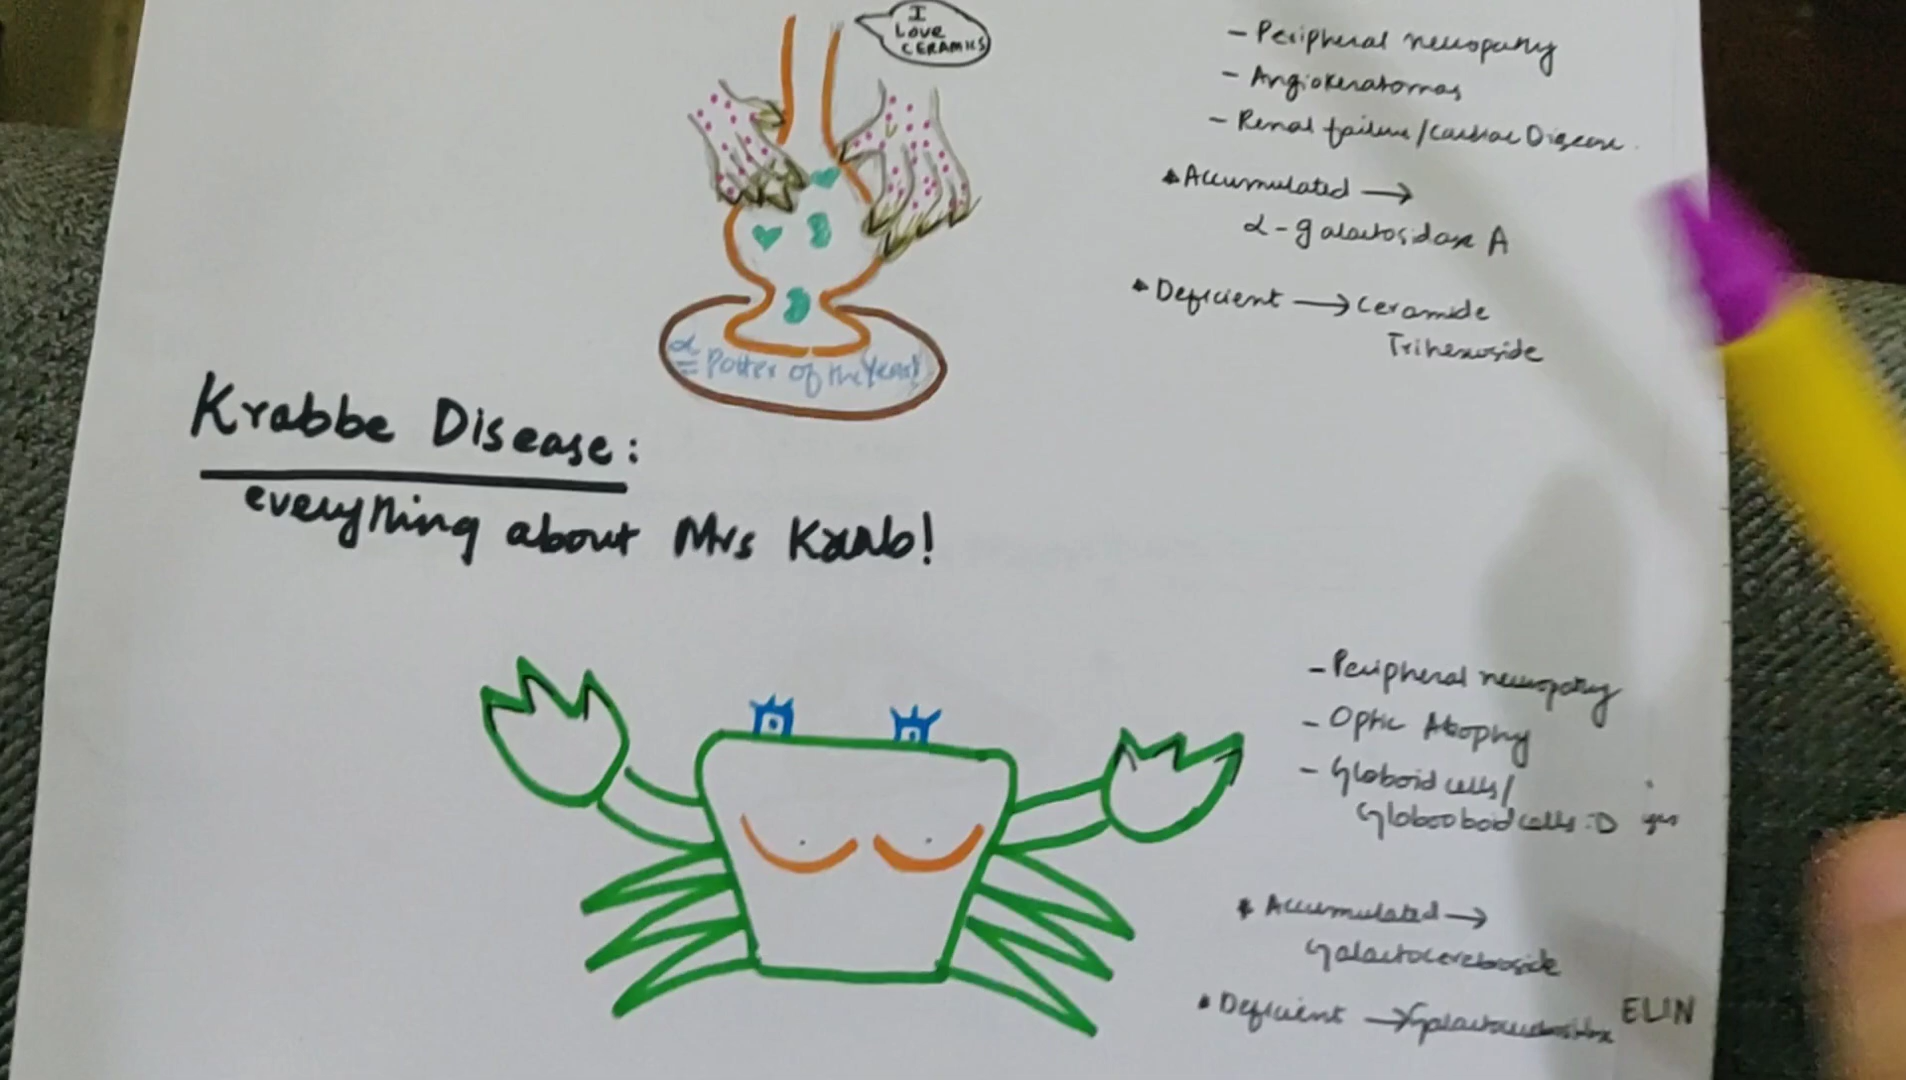 I
LOVE
CERAMICS
- Peripheral neuropathy
- Angiokeratomas
- Renal failure/Cardiac Disease.
Accumulated →
α-galactosidase A
Deficient → Ceramide
Trihexoside
α
Potter of the Year!
Krabbe Disease:
everything about Mrs Krab!
- Peripheral neuropathy
- Optic Atrophy
- Globoid cells/
Globooboid cells :D
Accumulated →
Galactocerebroside
Deficient →
ELIN